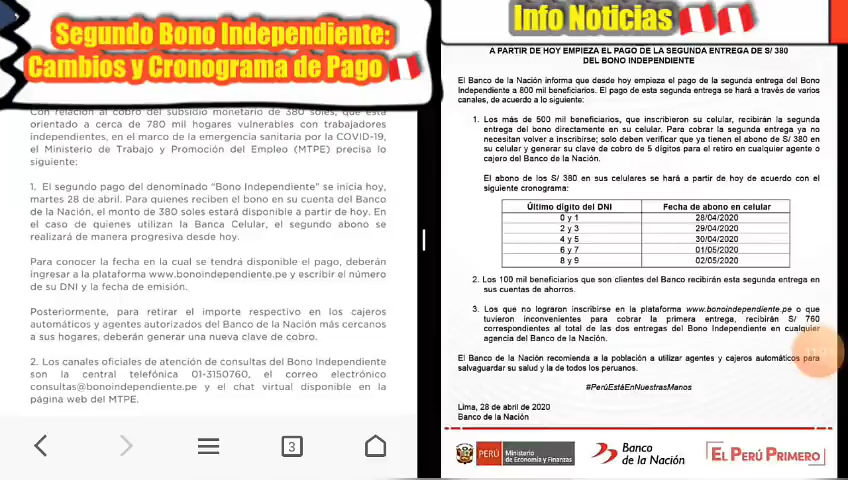 Segundo Bono Independiente:
Cambios y Cronograma de Pago
Con relación al cobro del subsidio monetario de 380 soles, que está
orientado a cerca de 780 mil hogares vulnerables con trabajadores
independientes, en el marco de la emergencia sanitaria por la COVID-19,
el Ministerio de Trabajo y Promoción del Empleo (MTPE) precisa lo
siguiente:
1. El segundo pago del denominado "Bono Independiente" se inicia hoy,
martes 28 de abril. Para quienes reciben el bono en su cuenta del Banco
de la Nación, el monto de 380 soles estará disponible a partir de hoy. En
el caso de quienes utilizan la Banca Celular, el segundo abono se
realizará de manera progresiva desde hoy.
Para conocer la fecha en la cual se tendrá disponible el pago, deberán
ingresar a la plataforma www.bonoindependiente.pe y escribir el número
de su DNI y la fecha de emisión.
Posteriormente, para retirar el importe respectivo en los cajeros
automáticos y agentes autorizados del Banco de la Nación más cercanos
a sus hogares, deberán generar una nueva clave de cobro.
2. Los canales oficiales de atención de consultas del Bono Independiente
son la central telefónica 01-3150760, el correo electrónico
consultas@bonoindependiente.pe y el chat virtual disponible en la
página web del MTPE.
3
Info Noticias
A PARTIR DE HOY EMPIEZA EL PAGO DE LA SEGUNDA ENTREGA DE S/ 380
DEL BONO INDEPENDIENTE
El Banco de la Nación informa que desde hoy empieza el pago de la segunda entrega del Bono
Independiente a 800 mil beneficiarios. El pago de esta segunda entrega se hará a través de varios
canales, de acuerdo a lo siguiente:
1. Los más de 500 mil beneficiarios, que inscribieron su celular, recibirán la segunda
entrega del bono directamente en su celular. Para cobrar la segunda entrega ya no
necesitan volver a inscribirse; solo deben verificar que ya tienen el abono de S/ 380 en
su celular y generar su clave de cobro de 5 dígitos para el retiro en cualquier agente o
cajero del Banco de la Nación.
El abono de los S/ 380 en sus celulares se hará a partir de hoy de acuerdo con el
siguiente cronograma:
Último dígito del DNI Fecha de abono en celular
0 y 1 28/04/2020
2 y 3 29/04/2020
4 y 5 30/04/2020
6 y 7 01/05/2020
8 y 9 02/05/2020
2. Los 100 mil beneficiarios que son clientes del Banco recibirán esta segunda entrega en
sus cuentas de ahorros.
3. Los que no lograron inscribirse en la plataforma www.bonoindependiente.pe o que
tuvieron inconvenientes para cobrar la primera entrega, recibirán S/ 760
correspondientes al total de las dos entregas del Bono Independiente en cualquier
agencia del Banco de la Nación.
El Banco de la Nación recomienda a la población a utilizar agentes y cajeros automáticos para
salvaguardar su salud y la de todos los peruanos.
#PerúEstáEnNuestrasManos
Lima, 28 de abril de 2020
Banco de la Nación
PERÚ Ministerio
de Economía y Finanzas
Banco
de la Nación
EL PERÚ PRIMERO